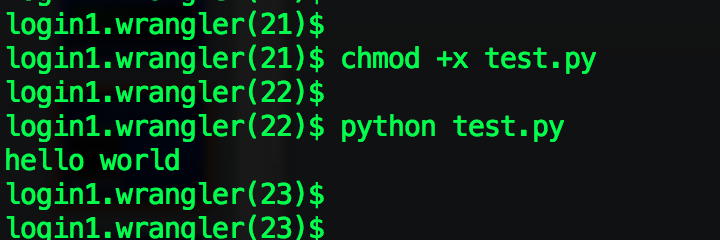 login1.wrangler(21)$
login1.wrangler(21)$ chmod +x test.py
login1.wrangler(22)$
login1.wrangler(22)$ python test.py
hello world
login1.wrangler(23)$
login1.wrangler(23)$